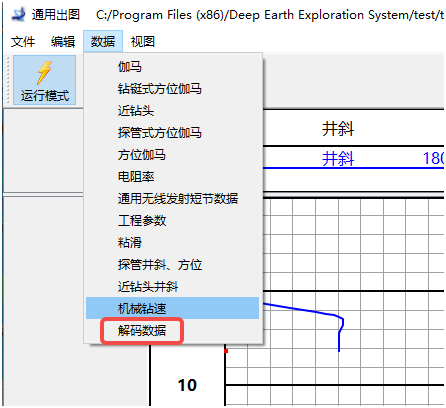 通用出图 C:/Program Files (x86)/Deep Earth Exploration System/test/t
文件 编辑 数据 视图
运行模式
伽马
钻铤式方位伽马
近钻头
探管式方位伽马
方位伽马
电阻率
通用无线发射短节数据
工程参数
粘滑
探管井斜、方位
近钻头井斜
机械钻速
解码数据
井斜
井斜 180
10